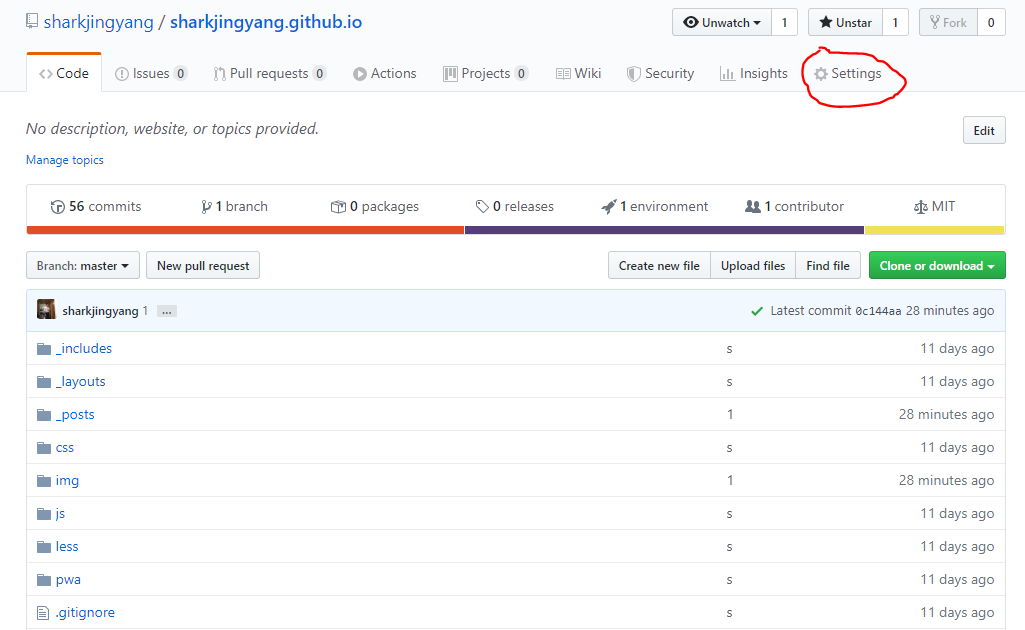 sharkjingyang / sharkjingyang.github.io Unwatch 1 Unstar 1 Fork 0
Code Issues 0 Pull requests 0 Actions Projects 0 Wiki Security Insights Settings
No description, website, or topics provided. Edit
Manage topics
56 commits 1 branch 0 packages 0 releases 1 environment 1 contributor MIT
Branch: master New pull request Create new file Upload files Find file Clone or download
sharkjingyang 1 ... Latest commit 0c144aa 28 minutes ago
_includes s 11 days ago
_layouts s 11 days ago
_posts 1 28 minutes ago
css s 11 days ago
img 1 28 minutes ago
js s 11 days ago
less s 11 days ago
pwa s 11 days ago
.gitignore s 11 days ago